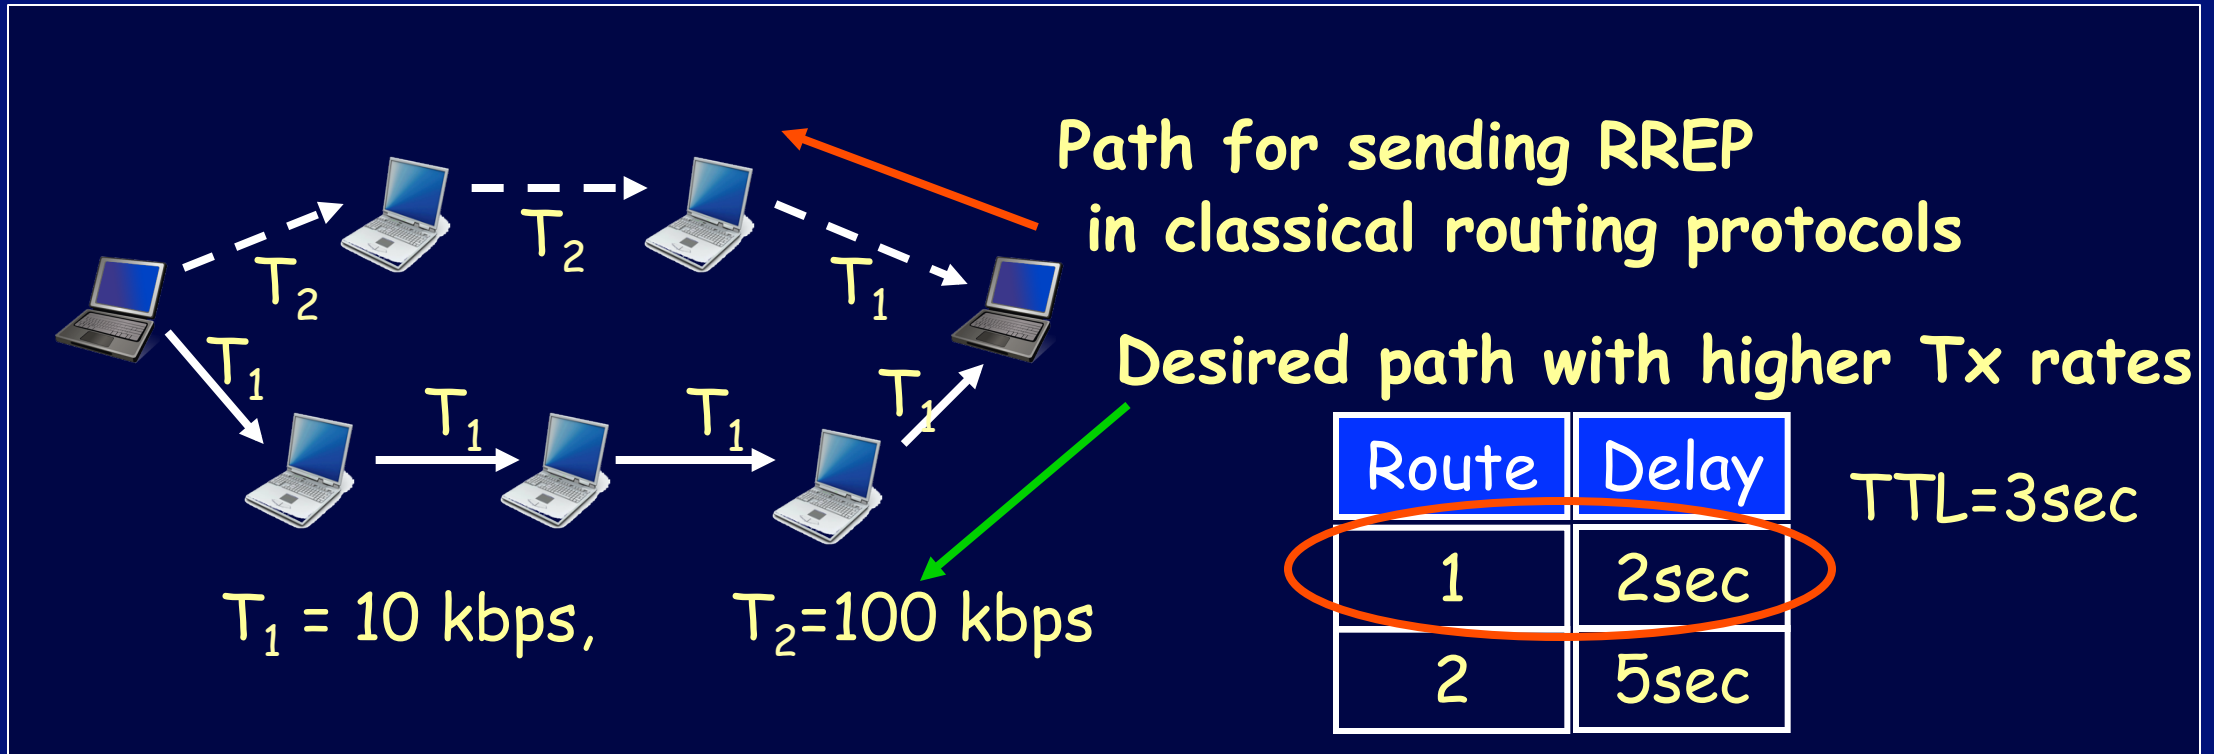 Path for sending RREP
in classical routing protocols
T2
T2
T1
T1
T1
T1
T1
Desired path with higher Tx rates
Route Delay
TTL=3sec
1 2sec
2 5sec
T1 = 10 kbps, T2=100 kbps